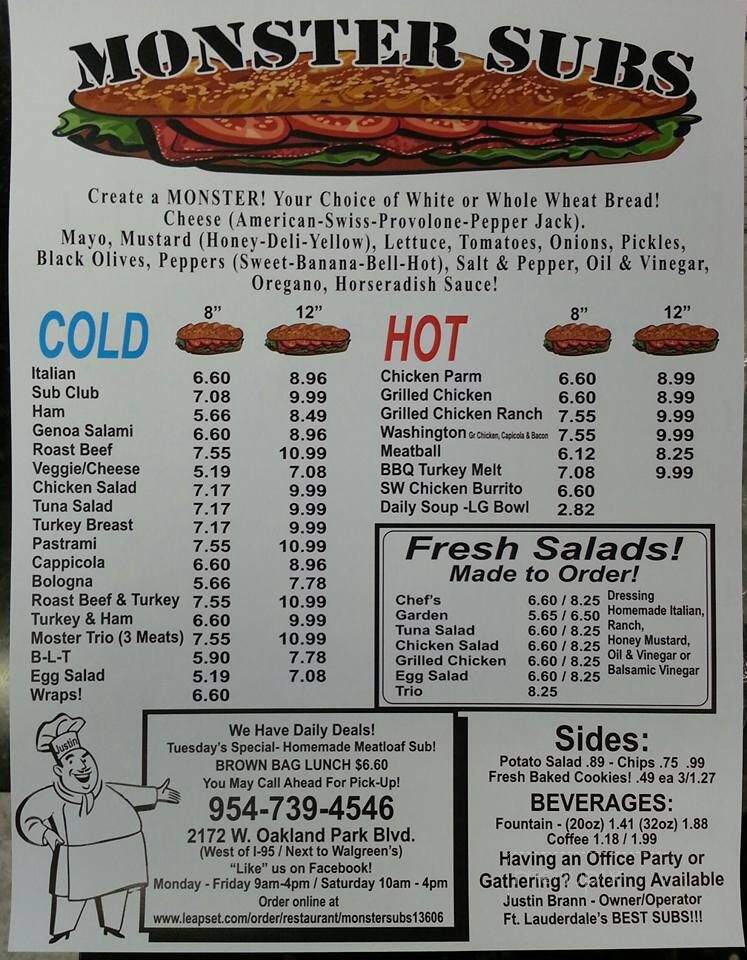 MONSTER SUBS
Create a MONSTER! Your Choice of White or Whole Wheat Bread!
Cheese (American-Swiss-Provolone-Pepper Jack).
Mayo, Mustard (Honey-Deli-Yellow), Lettuce, Tomatoes, Onions, Pickles,
Black Olives, Peppers (Sweet-Banana-Bell-Hot), Salt & Pepper, Oil & Vinegar,
Oregano, Horseradish Sauce!
COLD 8” 12”
Italian 6.60 8.96
Sub Club 7.08 9.99
Ham 5.66 8.49
Genoa Salami 6.60 8.96
Roast Beef 7.55 10.99
Veggie/Cheese 5.19 7.08
Chicken Salad 7.17 9.99
Tuna Salad 7.17 9.99
Turkey Breast 7.17 9.99
Pastrami 7.55 10.99
Cappicola 6.60 8.96
Bologna 5.66 7.78
Roast Beef & Turkey 7.55 10.99
Turkey & Ham 6.60 9.99
Moster Trio (3 Meats) 7.55 10.99
B-L-T 5.90 7.78
Egg Salad 5.19 7.08
Wraps! 6.60
HOT 8” 12”
Chicken Parm 6.60 8.99
Grilled Chicken 6.60 8.99
Grilled Chicken Ranch 7.55 9.99
Washington Gr Chicken, Capicola & Bacon 7.55 9.99
Meatball 6.12 8.25
BBQ Turkey Melt 7.08 9.99
SW Chicken Burrito 6.60
Daily Soup -LG Bowl 2.82
Fresh Salads!
Made to Order!
Chef's 6.60 / 8.25
Garden 5.65 / 6.50
Tuna Salad 6.60 / 8.25
Chicken Salad 6.60 / 8.25
Grilled Chicken 6.60 / 8.25
Egg Salad 6.60 / 8.25
Trio 8.25
Dressing
Homemade Italian,
Ranch,
Honey Mustard,
Oil & Vinegar or
Balsamic Vinegar
Justin
We Have Daily Deals!
Tuesday's Special- Homemade Meatloaf Sub!
BROWN BAG LUNCH $6.60
You May Call Ahead For Pick-Up!
954-739-4546
2172 W. Oakland Park Blvd.
(West of I-95 / Next to Walgreen's)
“Like” us on Facebook!
Monday - Friday 9am-4pm / Saturday 10am - 4pm
Order online at
www.leapset.com/order/restaurant/monstersubs13606
Sides:
Potato Salad .89 - Chips .75 .99
Fresh Baked Cookies! .49 ea 3/1.27
BEVERAGES:
Fountain - (20oz) 1.41 (32oz) 1.88
Coffee 1.18 / 1.99
Having an Office Party or
Gathering? Catering Available
Justin Brann - Owner/Operator
Ft. Lauderdale's BEST SUBS!!!